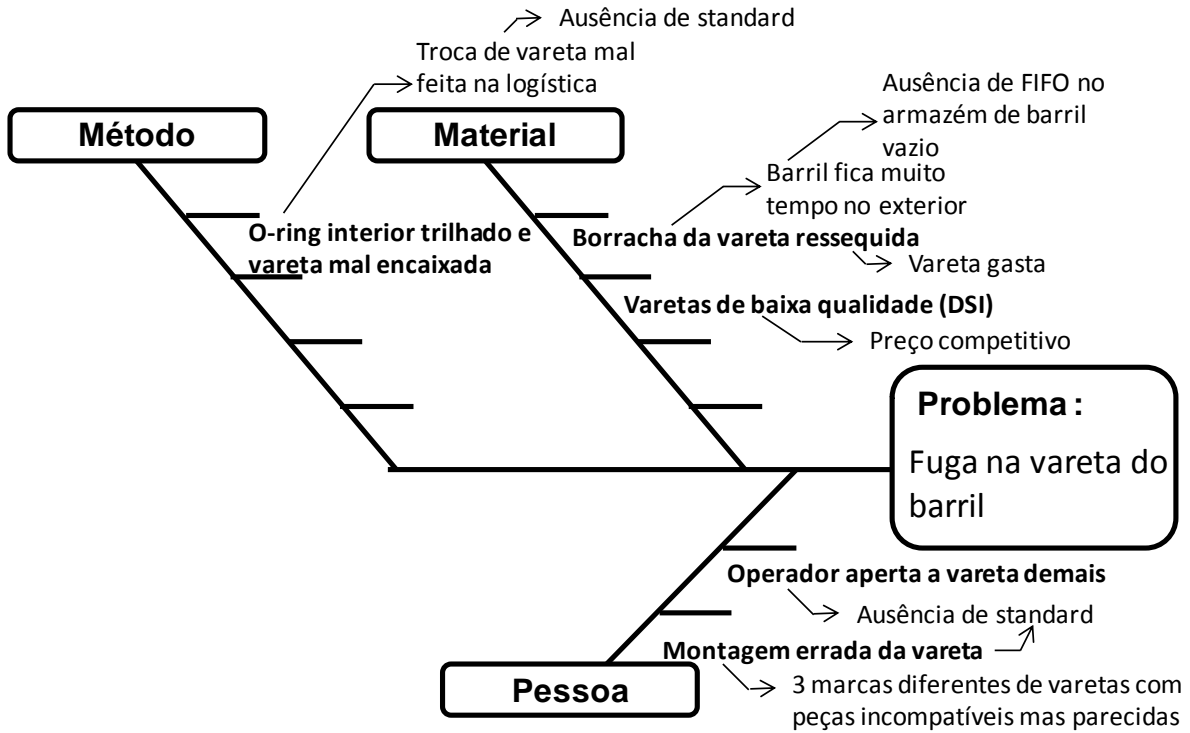 Ausência de standard
Troca de vareta mal
feita na logística
Ausência de FIFO no
armazém de barril
vazio
Método
Material
Barril fica muito
tempo no exterior
O-ring interior trilhado e
vareta mal encaixada
Borracha da vareta ressequida
Vareta gasta
Varetas de baixa qualidade (DSI)
Preço competitivo
Problema :
Fuga na vareta do
barril
Operador aperta a vareta demais
Ausência de standard
Montagem errada da vareta
Pessoa
3 marcas diferentes de varetas com
peças incompatíveis mas parecidas